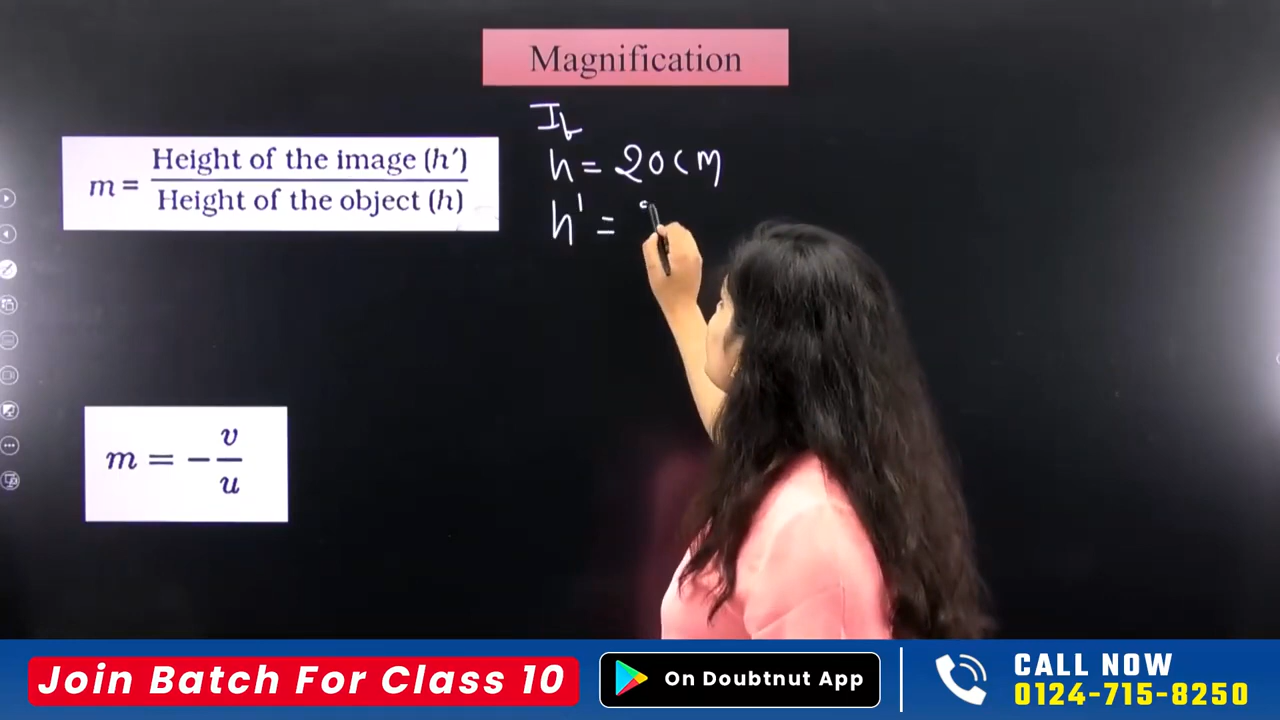 Magnification
m = Height of the image (h′) / Height of the object (h)
If
h = 20 cm
h' =
m = − v/u
Join Batch For Class 10
On Doubtnut App
CALL NOW
0124-715-8250